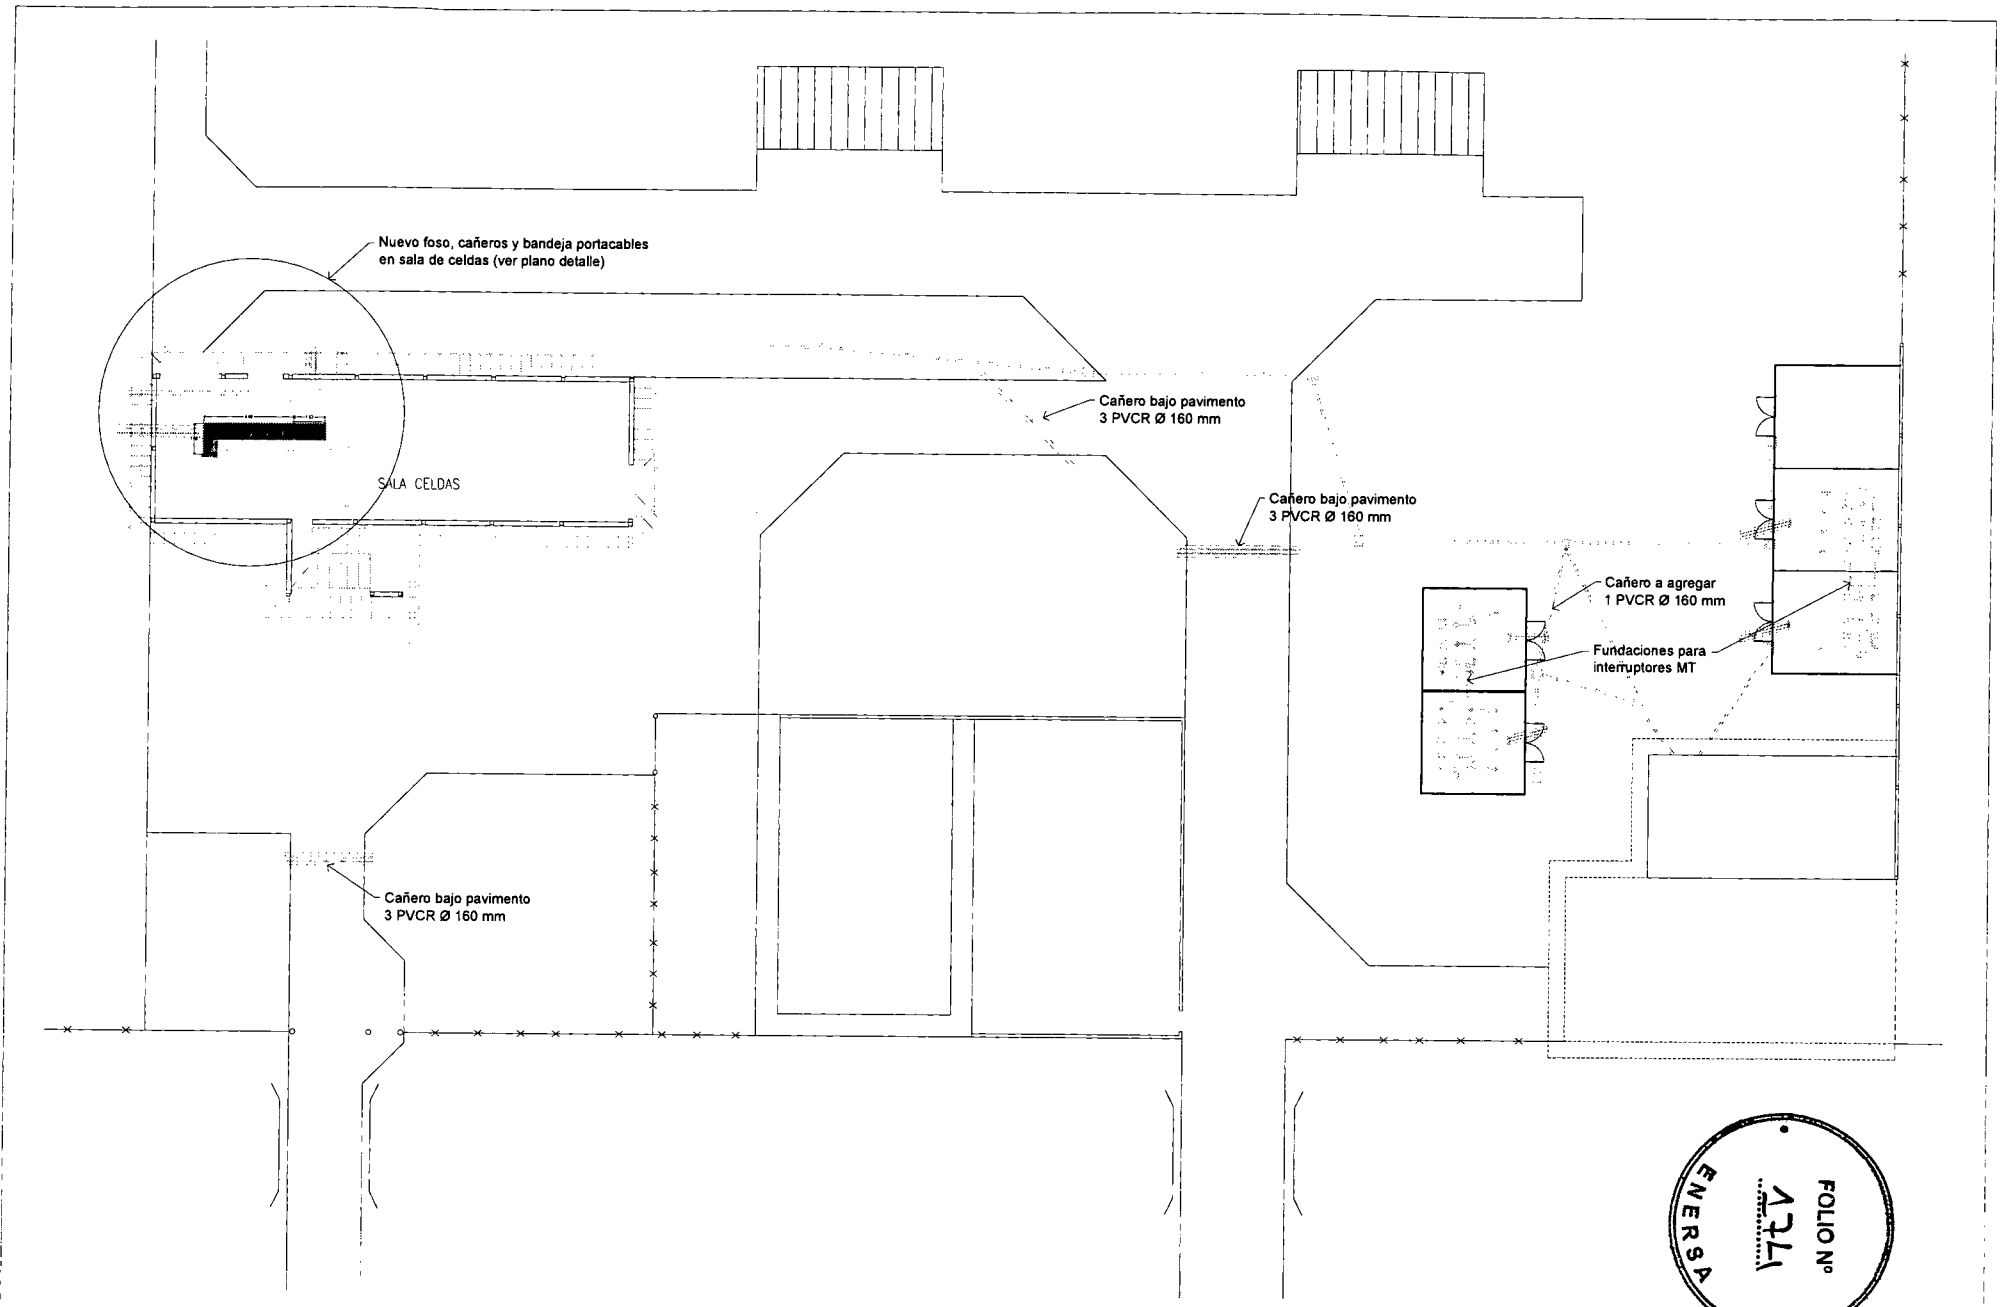 Nuevo foso, cañeros y bandeja portacables
en sala de celdas (ver plano detalle)
Cañero bajo pavimento
3 PVCR Ø 160 mm
SALA CELDAS
Cañero bajo pavimento
3 PVCR Ø 160 mm
Cañero a agregar
1 PVCR Ø 160 mm
Fundaciones para
interruptores MT
Cañero bajo pavimento
3 PVCR Ø 160 mm
FOLIO Nº
ENERSA